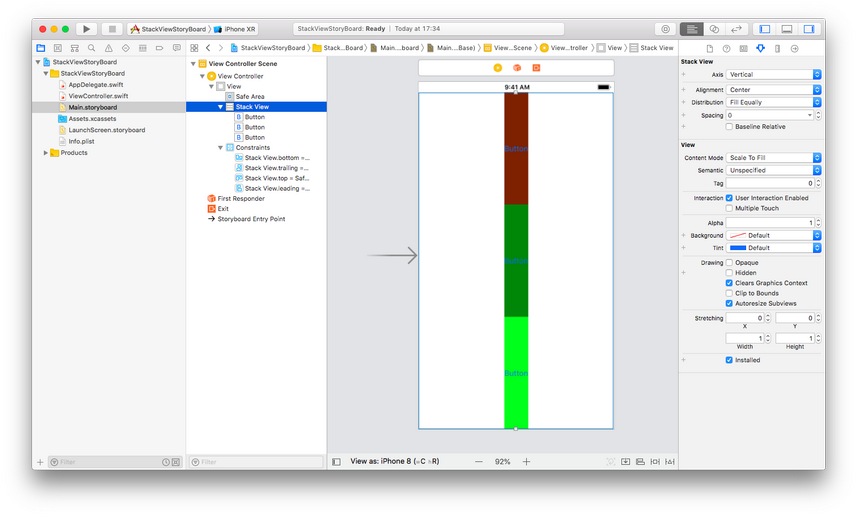 StackViewStoryBoard
iPhone XR
StackViewStoryBoard: Ready | Today at 17:34
StackViewStoryBoard
Stack...Board
Main....board
Main...Base)
View...Scene
View...troller
View
Stack View
StackViewStoryBoard
StackViewStoryBoard
AppDelegate.swift
ViewController.swift
Main.storyboard
Assets.xcassets
LaunchScreen.storyboard
Info.plist
Products
Filter
View Controller Scene
View Controller
View
Safe Area
Stack View
B Button
B Button
B Button
Constraints
Stack View.bottom =...
Stack View.trailing =...
Stack View.top = Saf...
Stack View.leading =...
First Responder
Exit
Storyboard Entry Point
Filter
9:41 AM
Button
Button
Button
View as: iPhone 8 (wC hR)
— 92% +
Stack View
Axis Vertical
Alignment Center
Distribution Fill Equally
Spacing 0
Baseline Relative
View
Content Mode Scale To Fill
Semantic Unspecified
Tag 0
Interaction User Interaction Enabled
Multiple Touch
Alpha 1
Background Default
Tint Default
Drawing Opaque
Hidden
Clears Graphics Context
Clip to Bounds
Autoresize Subviews
Stretching 0 0
X Y
1 1
Width Height
Installed